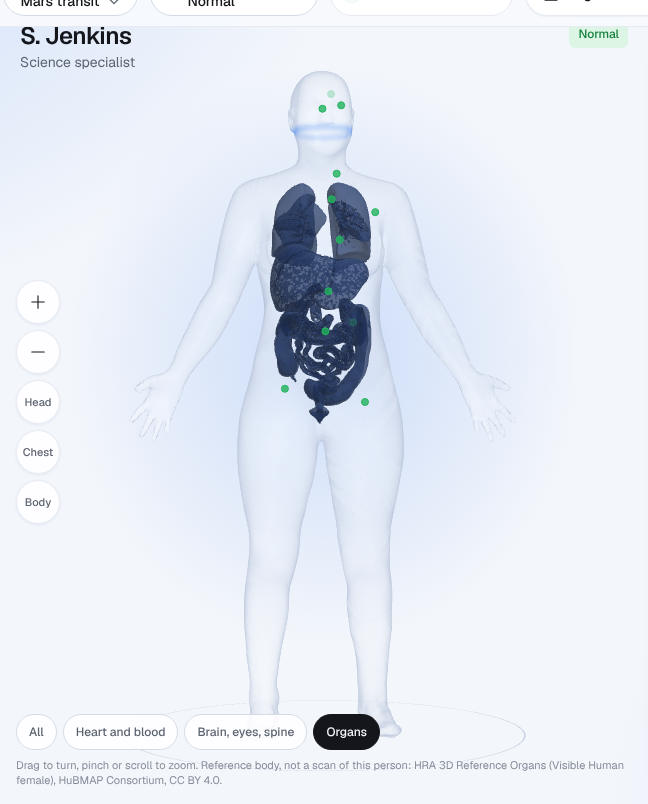 Mars transit
Normal
S. Jenkins
Normal
Science specialist
Head
Chest
Body
All
Heart and blood
Brain, eyes, spine
Organs
Drag to turn, pinch or scroll to zoom. Reference body, not a scan of this person: HRA 3D Reference Organs (Visible Human
female), HuBMAP Consortium, CC BY 4.0.